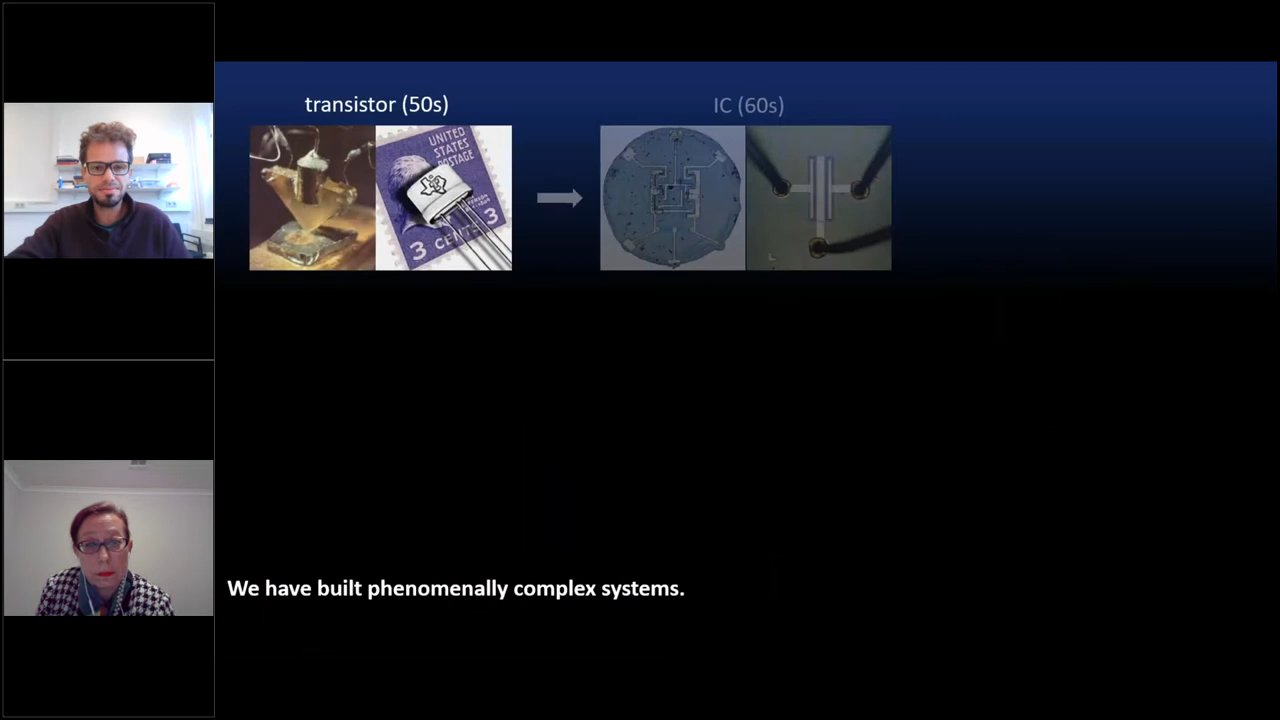 transistor (50s)
IC (60s)
UNITED
STATES
POSTAGE
3 CENTS 3
We have built phenomenally complex systems.